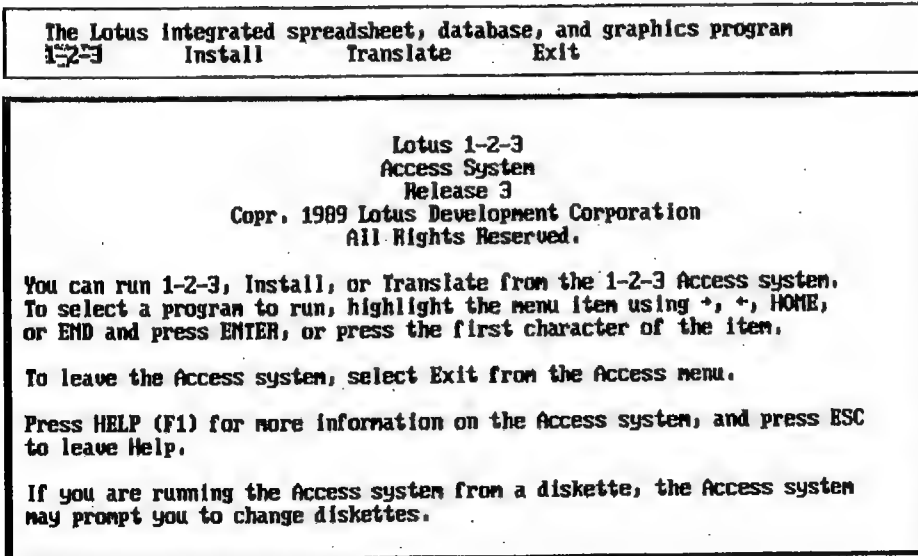 The Lotus integrated spreadsheet, database, and graphics program
1-2-3 Install Translate Exit
Lotus 1-2-3
Access System
Release 3
Copr. 1989 Lotus Development Corporation
All Rights Reserved.
You can run 1-2-3, Install, or Translate from the 1-2-3 Access system.
To select a program to run, highlight the menu item using →, ←, HOME,
or END and press ENTER, or press the first character of the item.
To leave the Access system, select Exit from the Access menu.
Press HELP (F1) for more information on the Access system, and press ESC
to leave Help.
If you are running the Access system from a diskette, the Access system
may prompt you to change diskettes.